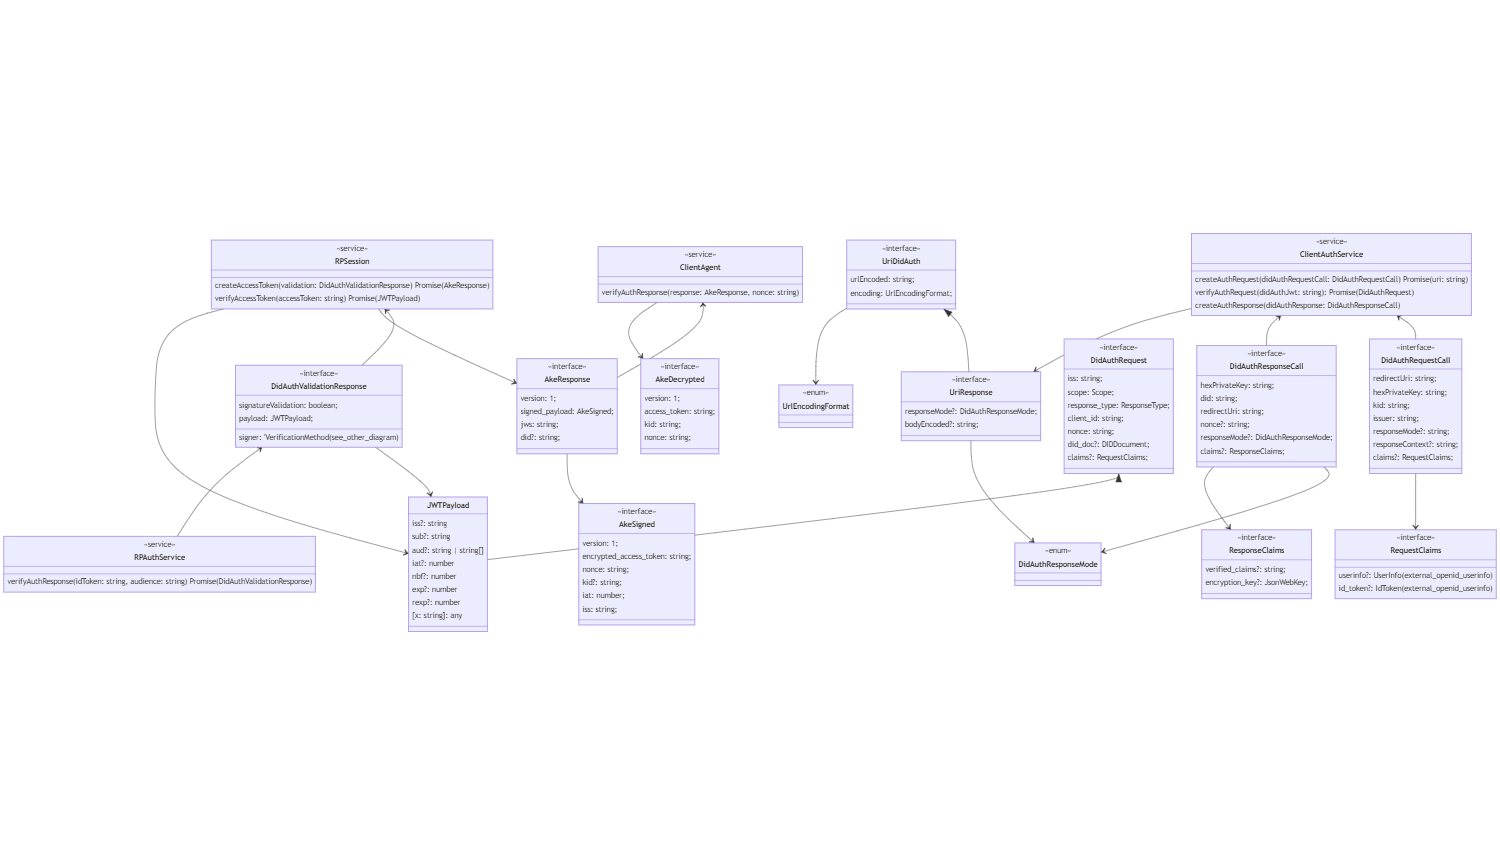 «service»
RPSession
createAccessToken(validation: DidAuthValidationResponse) Promise(AkeResponse)
verifyAccessToken(accessToken: string) Promise(JWTPayload)
«service»
ClientAgent
verifyAuthResponse(response: AkeResponse, nonce: string)
«interface»
UriDidAuth
urlEncoded: string;
encoding: UrlEncodingFormat;
«service»
ClientAuthService
createAuthRequest(didAuthRequestCall: DidAuthRequestCall) Promise(uri: string)
verifyAuthRequest(didAuthJwt: string): Promise(DidAuthRequest)
createAuthResponse(didAuthResponse: DidAuthResponseCall)
«interface»
DidAuthValidationResponse
signatureValidation: boolean;
payload: JWTPayload;
signer: "VerificationMethod(see_other_diagram)
«interface»
AkeResponse
version: 1;
signed_payload: AkeSigned;
jws: string;
did?: string;
«interface»
AkeDecrypted
version: 1;
access_token: string;
kid: string;
nonce: string;
«enum»
UrlEncodingFormat
«interface»
UriResponse
responseMode?: DidAuthResponseMode;
bodyEncoded?: string;
«interface»
DidAuthRequest
iss: string;
scope: Scope;
response_type: ResponseType;
client_id: string;
nonce: string;
did_doc?: DIDDocument;
claims?: RequestClaims;
«interface»
DidAuthResponseCall
hexPrivateKey: string;
did: string;
redirectUri: string;
nonce?: string;
responseMode?: DidAuthResponseMode;
claims?: ResponseClaims;
«interface»
DidAuthRequestCall
redirectUri: string;
hexPrivateKey: string;
kid: string;
issuer: string;
responseMode?: string;
responseContext?: string;
claims?: RequestClaims;
«service»
RPAuthService
verifyAuthResponse(idToken: string, audience: string) Promise(DidAuthValidationResponse)
JWTPayload
iss?: string
sub?: string
aud?: string | string[]
iat?: number
nbf?: number
exp?: number
rexp?: number
[x: string]: any
«interface»
AkeSigned
version: 1;
encrypted_access_token: string;
nonce: string;
kid?: string;
iat: number;
iss: string;
«enum»
DidAuthResponseMode
«interface»
ResponseClaims
verified_claims?: string;
encryption_key?: JsonWebKey;
«interface»
RequestClaims
userinfo?: UserInfo(external_openid_userinfo)
id_token?: IdToken(external_openid_userinfo)